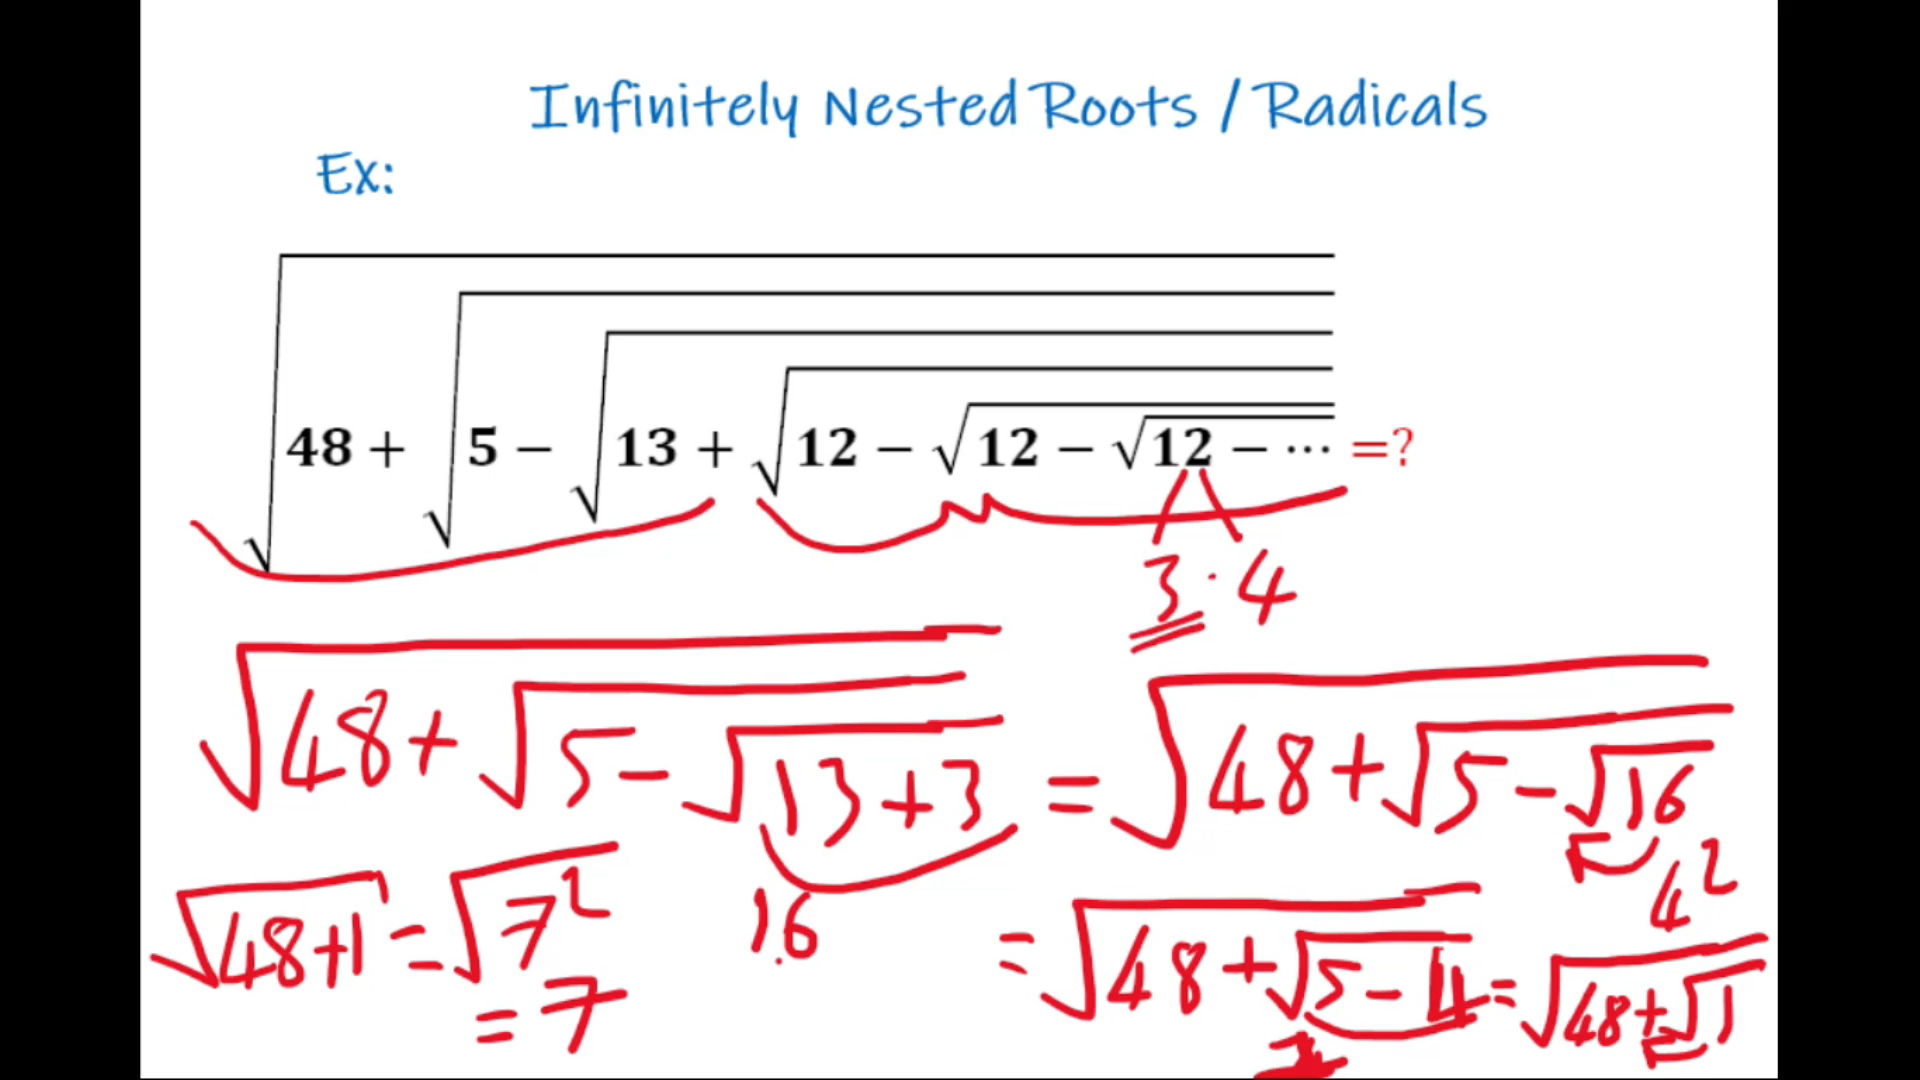 Infinitely Nested Roots / Radicals
Ex:
√(48 + √(5 − √(13 + √(12 − √(12 − √(12 − ⋯)))))) =?
3 · 4
√(48+√(5−√(13+3))) = √(48+√(5−√16))
16
4²
= √(48+√(5−4)) = √(48+√1)
√(48+1) = √(7²)
= 7